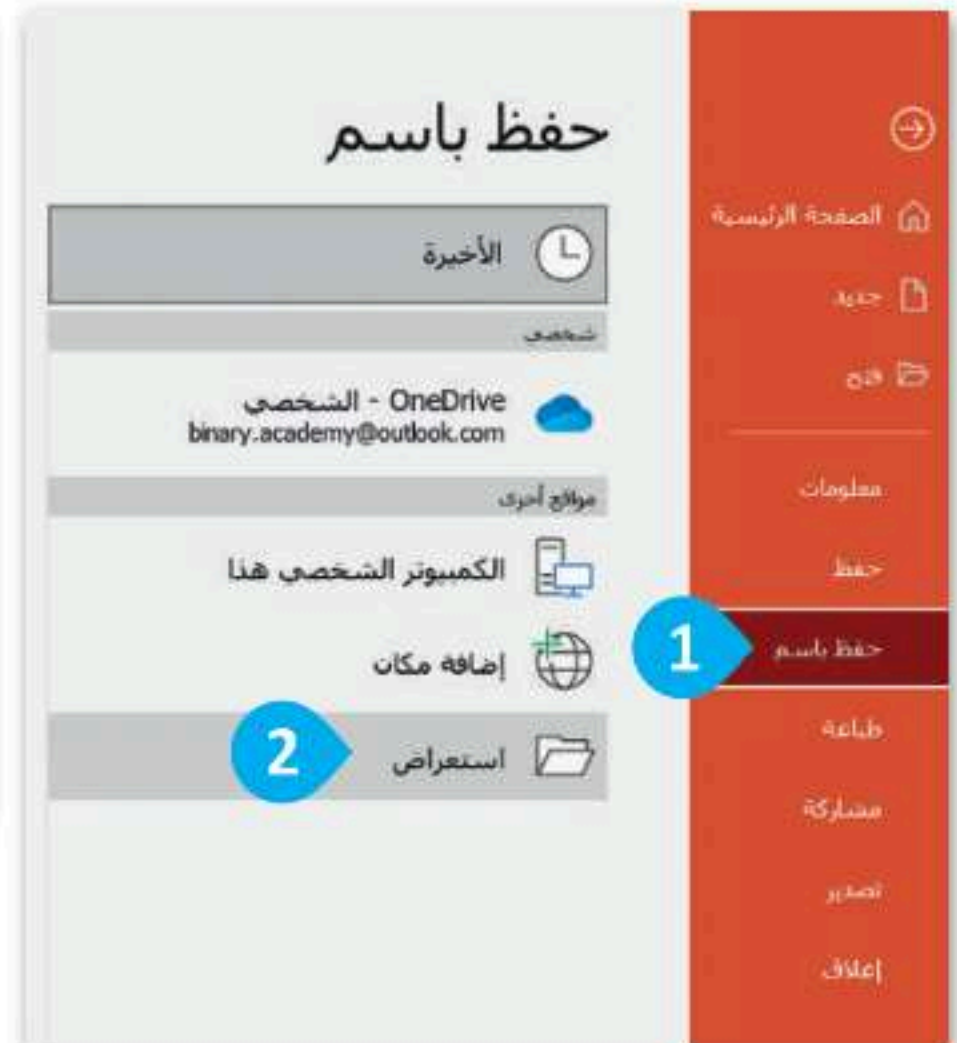 الصفحة الرئيسية
جديد
فتح
معلومات
حفظ
حفظ باسم
1
طباعة
مشاركة
تصدير
إغلاق
حفظ باسم
الأخيرة
شخصي
OneDrive - الشخصي
binary.academy@outlook.com
مواقع أخرى
الكمبيوتر الشخصي هذا
إضافة مكان
استعراض
2